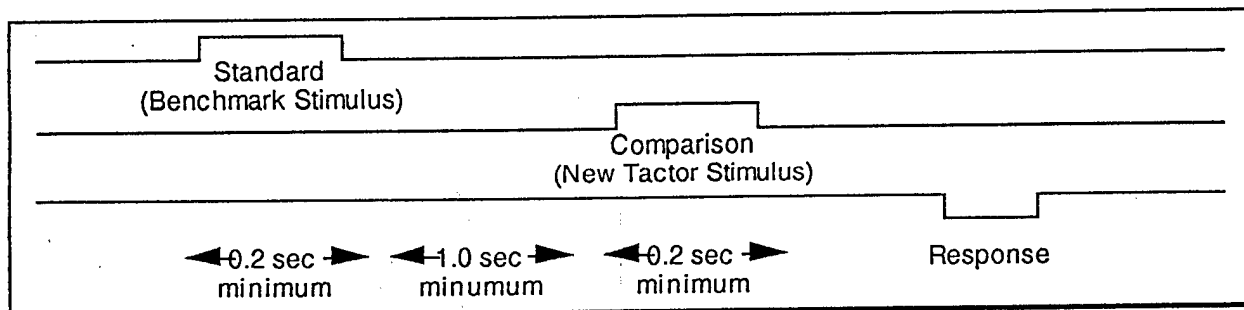 Standard
(Benchmark Stimulus)
Comparison
(New Tactor Stimulus)
0.2 sec
minimum
1.0 sec
minumum
0.2 sec
minimum
Response